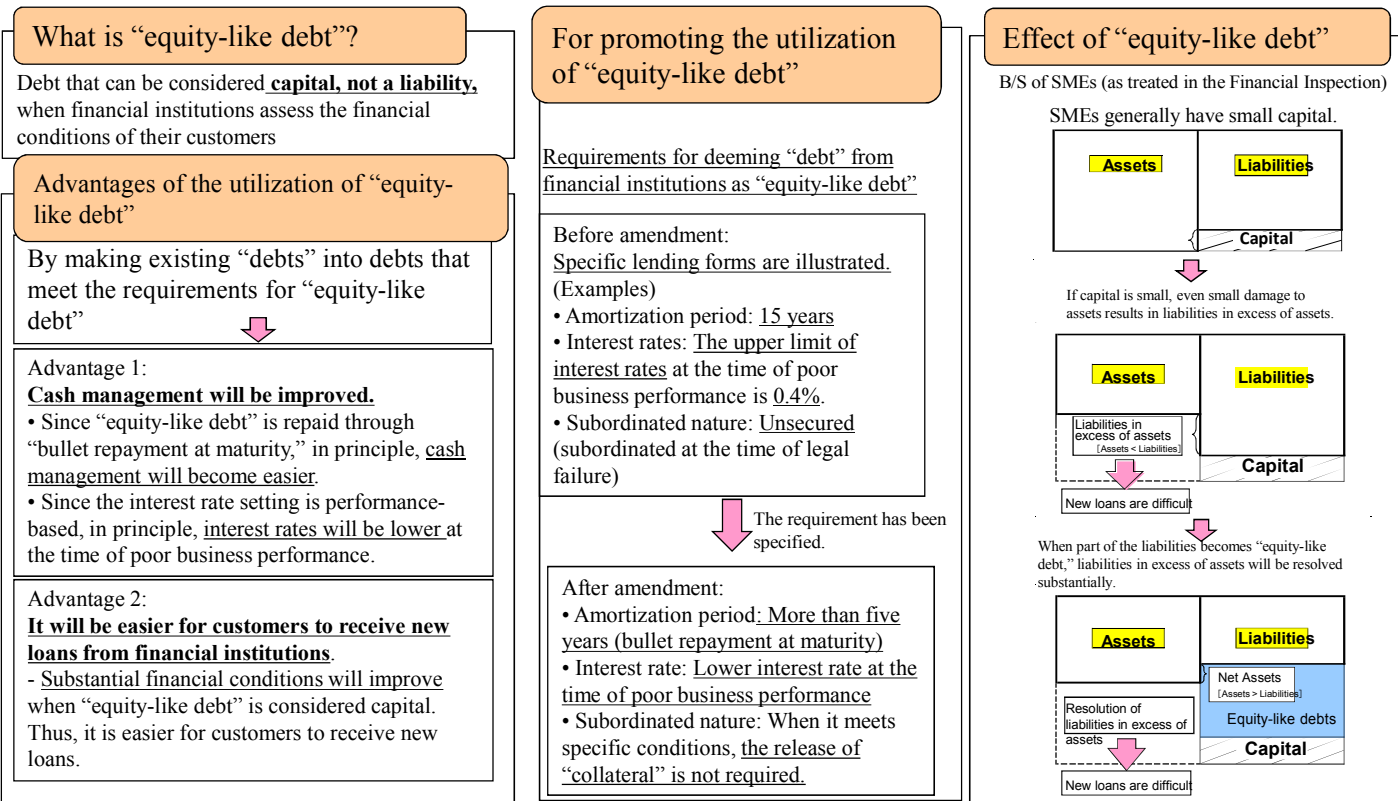 What is “equity-like debt”?
Debt that can be considered capital, not a liability,
when financial institutions assess the financial
conditions of their customers
Advantages of the utilization of “equity-
like debt”
By making existing “debts” into debts that
meet the requirements for “equity-like
debt”
Advantage 1:
Cash management will be improved.
• Since “equity-like debt” is repaid through
“bullet repayment at maturity,” in principle, cash
management will become easier.
• Since the interest rate setting is performance-
based, in principle, interest rates will be lower at
the time of poor business performance.
Advantage 2:
It will be easier for customers to receive new
loans from financial institutions.
- Substantial financial conditions will improve
when “equity-like debt” is considered capital.
Thus, it is easier for customers to receive new
loans.
For promoting the utilization
of “equity-like debt”
Requirements for deeming “debt” from
financial institutions as “equity-like debt”
Before amendment:
Specific lending forms are illustrated.
(Examples)
• Amortization period: 15 years
• Interest rates: The upper limit of
interest rates at the time of poor
business performance is 0.4%.
• Subordinated nature: Unsecured
(subordinated at the time of legal
failure)
The requirement has been
specified.
After amendment:
• Amortization period: More than five
years (bullet repayment at maturity)
• Interest rate: Lower interest rate at the
time of poor business performance
• Subordinated nature: When it meets
specific conditions, the release of
“collateral” is not required.
Effect of “equity-like debt”
B/S of SMEs (as treated in the Financial Inspection)
SMEs generally have small capital.
Assets
Liabilities
Capital
If capital is small, even small damage to
assets results in liabilities in excess of assets.
Assets
Liabilities
Liabilities in
excess of assets
[Assets < Liabilities]
Capital
New loans are difficult
When part of the liabilities becomes “equity-like
debt,” liabilities in excess of assets will be resolved
substantially.
Assets
Liabilities
Net Assets
[Assets > Liabilities]
Resolution of
liabilities in excess of
assets
Equity-like debts
Capital
New loans are difficult